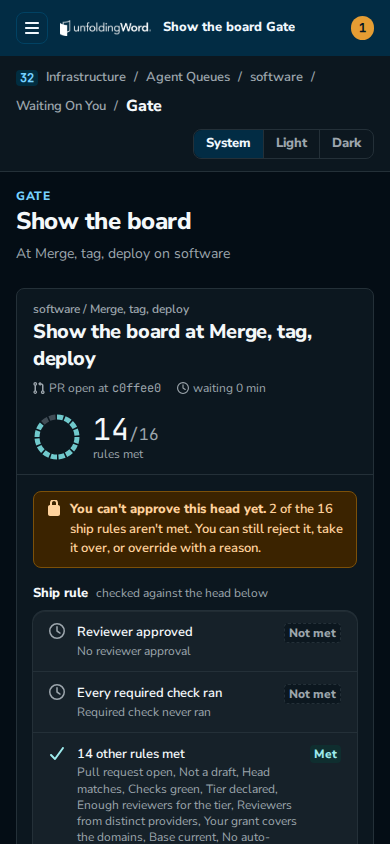 unfoldingWord. Show the board Gate 1
32 Infrastructure / Agent Queues / software /
Waiting On You / Gate
System Light Dark
GATE
Show the board
At Merge, tag, deploy on software
software / Merge, tag, deploy
Show the board at Merge, tag,
deploy
PR open at c0ffee0 waiting 0 min
14/16
rules met
You can't approve this head yet. 2 of the 16
ship rules aren't met. You can still reject it, take
it over, or override with a reason.
Ship rule checked against the head below
Reviewer approved Not met
No reviewer approval
Every required check ran Not met
Required check never ran
14 other rules met Met
Pull request open, Not a draft, Head
matches, Checks green, Tier declared,
Enough reviewers for the tier, Reviewers
from distinct providers, Your grant covers
the domains, Base current, No auto-